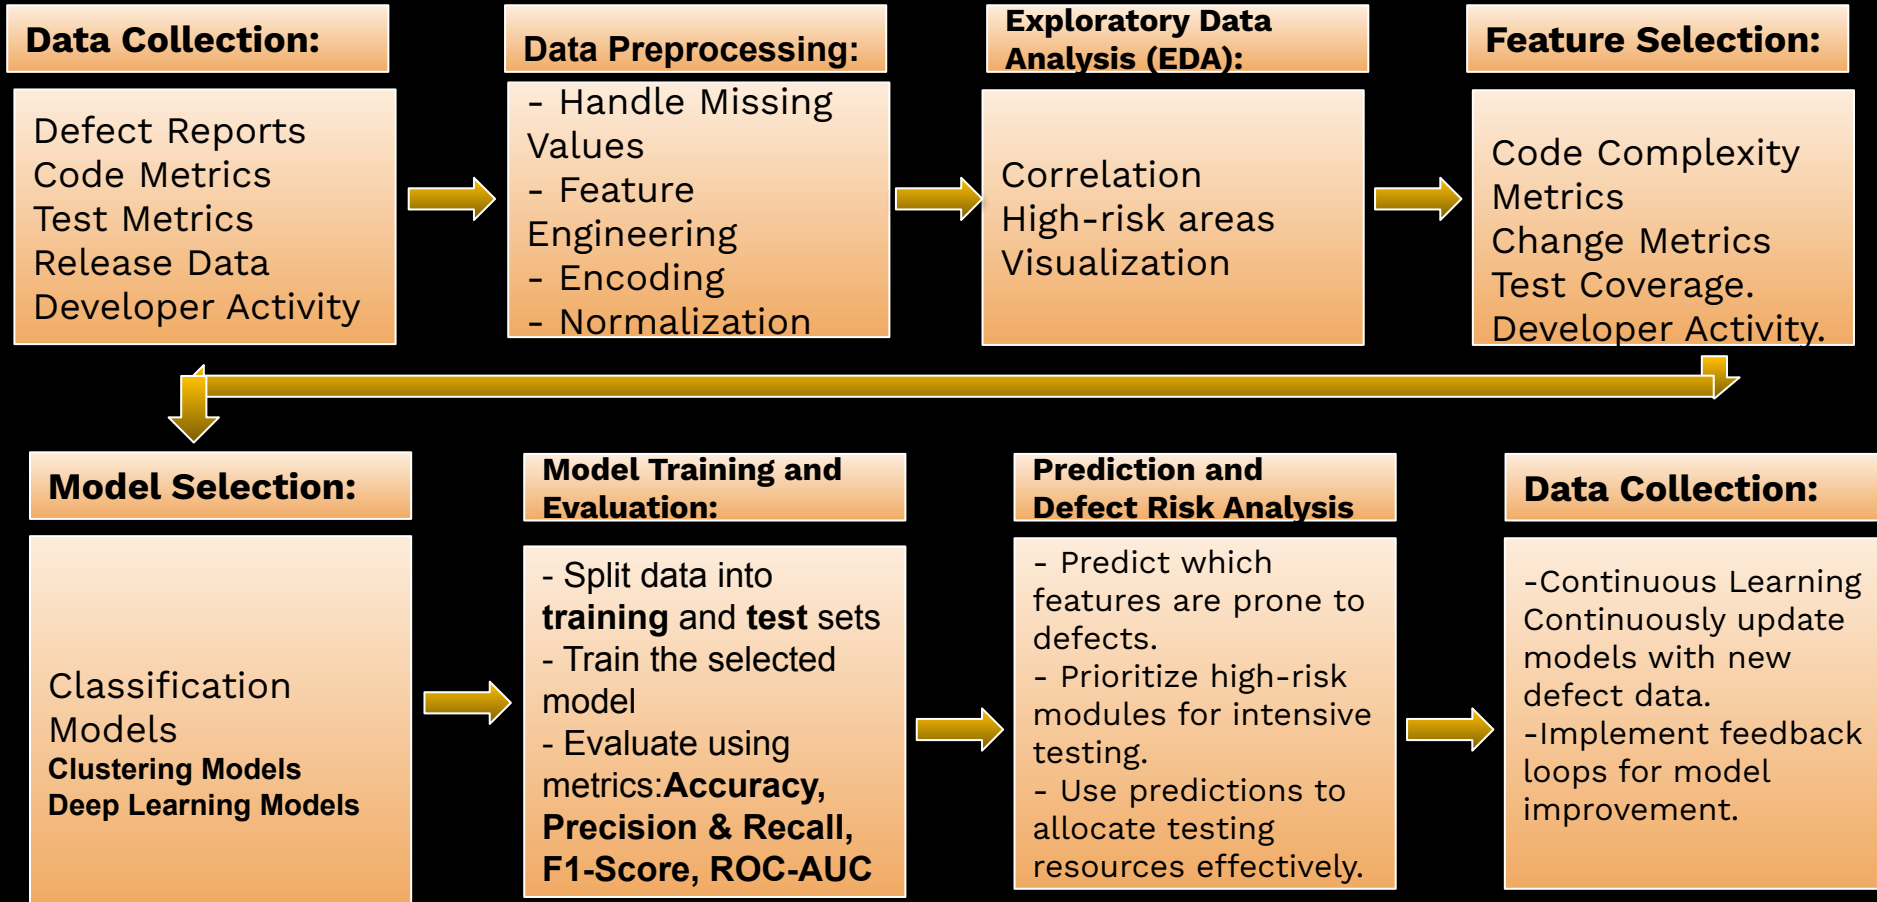 Data Collection:
Defect Reports
Code Metrics
Test Metrics
Release Data
Developer Activity
Data Preprocessing:
- Handle Missing
Values
- Feature
Engineering
- Encoding
- Normalization
Exploratory Data
Analysis (EDA):
Correlation
High-risk areas
Visualization
Feature Selection:
Code Complexity
Metrics
Change Metrics
Test Coverage.
Developer Activity.
Model Selection:
Classification
Models
Clustering Models
Deep Learning Models
Model Training and
Evaluation:
- Split data into
training and test sets
- Train the selected
model
- Evaluate using
metrics:Accuracy,
Precision & Recall,
F1-Score, ROC-AUC
Prediction and
Defect Risk Analysis
- Predict which
features are prone to
defects.
- Prioritize high-risk
modules for intensive
testing.
- Use predictions to
allocate testing
resources effectively.
Data Collection:
-Continuous Learning
Continuously update
models with new
defect data.
-Implement feedback
loops for model
improvement.